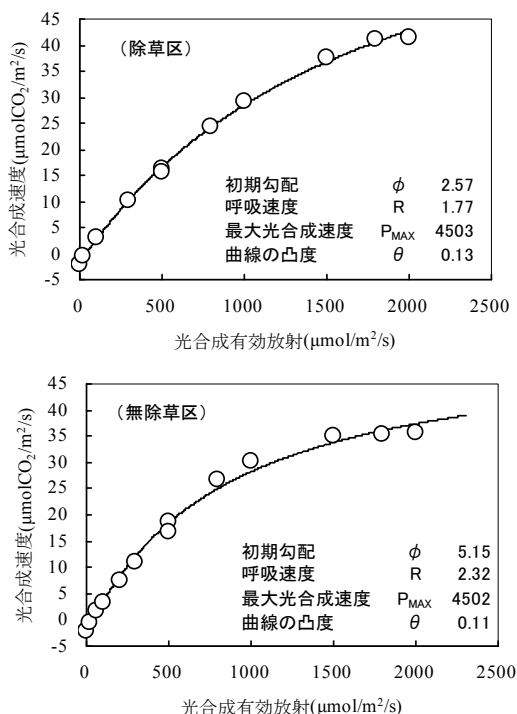 45
40
35
30
25
20
15
10
5
0
-5
光合成速度(μmolCO2/m2/s)
（除草区）
初期勾配 φ 2.57
呼吸速度 R 1.77
最大光合成速度 PMAX 4503
曲線の凸度 θ 0.13
0 500 1000 1500 2000 2500
光合成有効放射(μmol/m2/s)
45
40
35
30
25
20
15
10
5
0
-5
光合成速度(μmolCO2/m2/s)
（無除草区）
初期勾配 φ 5.15
呼吸速度 R 2.32
最大光合成速度 PMAX 4502
曲線の凸度 θ 0.11
0 500 1000 1500 2000 2500
光合成有効放射(μmol/m2/s)